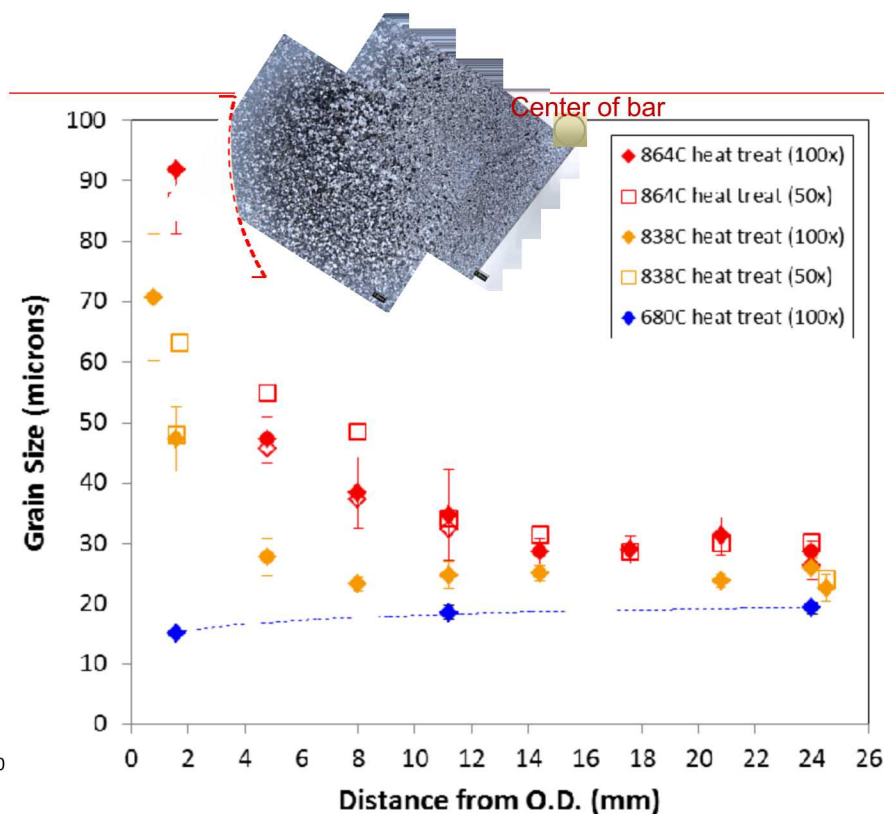 Center of bar
100
90
80
70
60
50
40
30
20
10
0
Grain Size (microns)
864C heat treat (100x)
864C heat treat (50x)
838C heat treat (100x)
838C heat treat (50x)
680C heat treat (100x)
0 2 4 6 8 10 12 14 16 18 20 22 24 26
Distance from O.D. (mm)
0